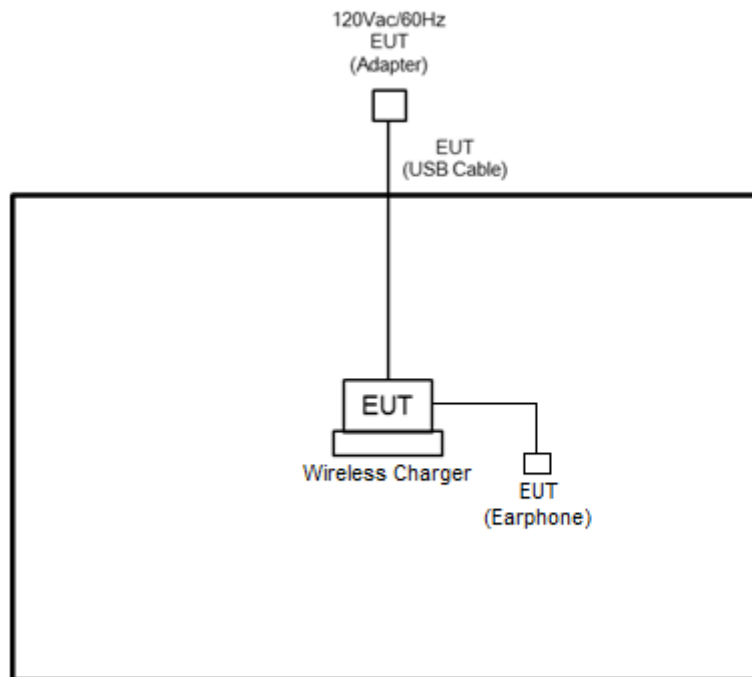 120Vac/60Hz
EUT
(Adapter)
EUT
(USB Cable)
EUT
Wireless Charger
EUT
(Earphone)